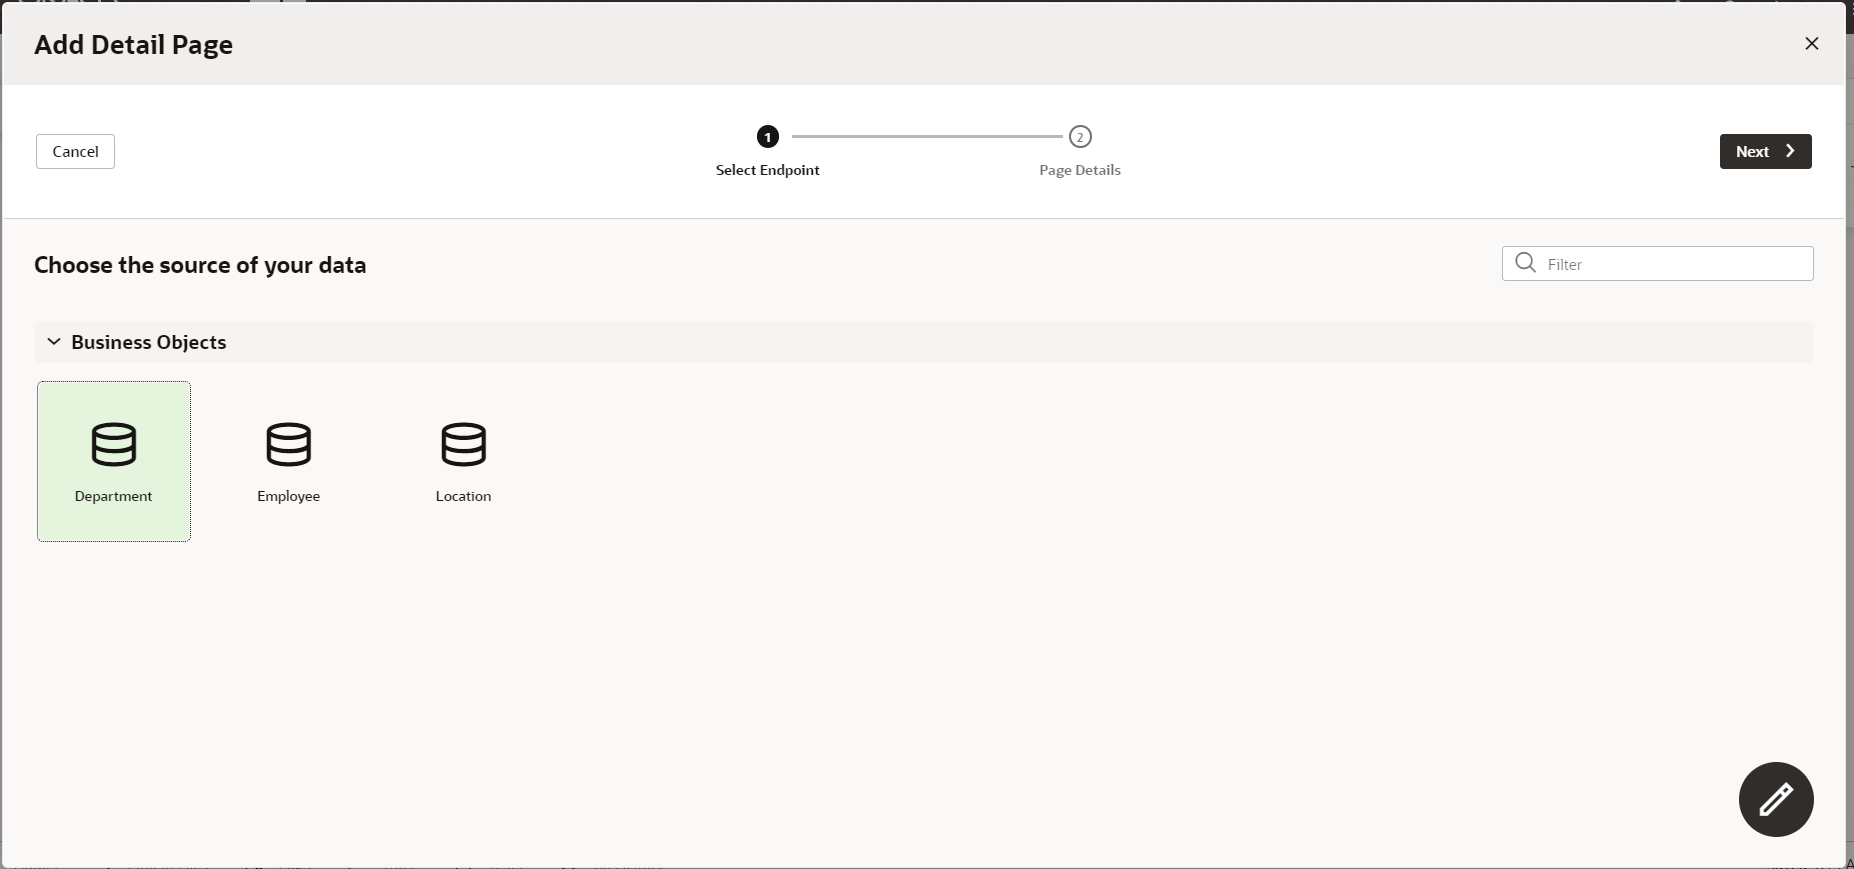 Add Detail Page
Cancel
1
2
Select Endpoint
Page Details
Next
Choose the source of your data
Filter
Business Objects
Department
Employee
Location